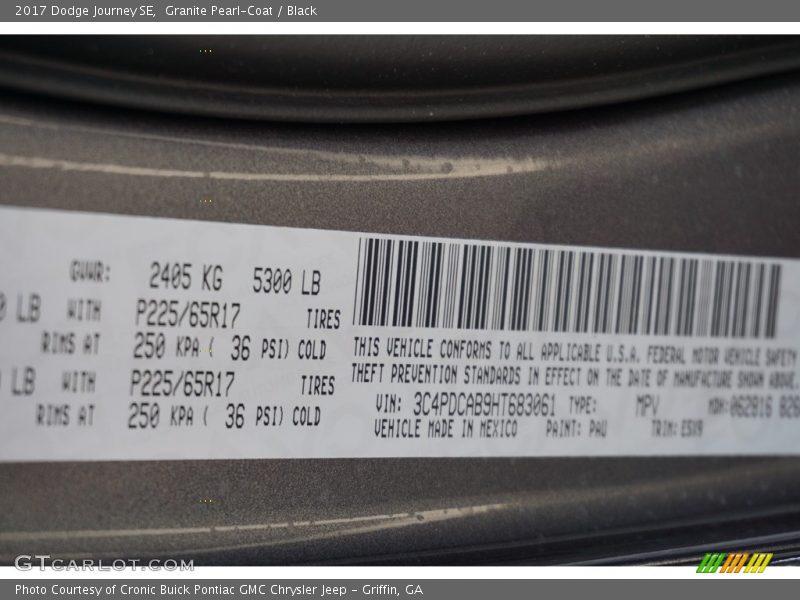 2017 Dodge Journey SE, Granite Pearl-Coat / Black
GVWR: 2405 KG 5300 LB
LB WITH P225/65R17 TIRES
RIMS AT 250 KPA ( 36 PSI) COLD
LB WITH P225/65R17 TIRES
RIMS AT 250 KPA ( 36 PSI) COLD
THIS VEHICLE CONFORMS TO ALL APPLICABLE U.S.A. FEDERAL MOTOR VEHICLE SAFETY
THEFT PREVENTION STANDARDS IN EFFECT ON THE DATE OF MANUFACTURE SHOWN ABOVE.
VIN: 3C4PDCAB9HT683061 TYPE: MPV MDH:062816
VEHICLE MADE IN MEXICO PAINT: PAU TRIM:
GTCARLOT.COM
Photo Courtesy of Cronic Buick Pontiac GMC Chrysler Jeep - Griffin, GA